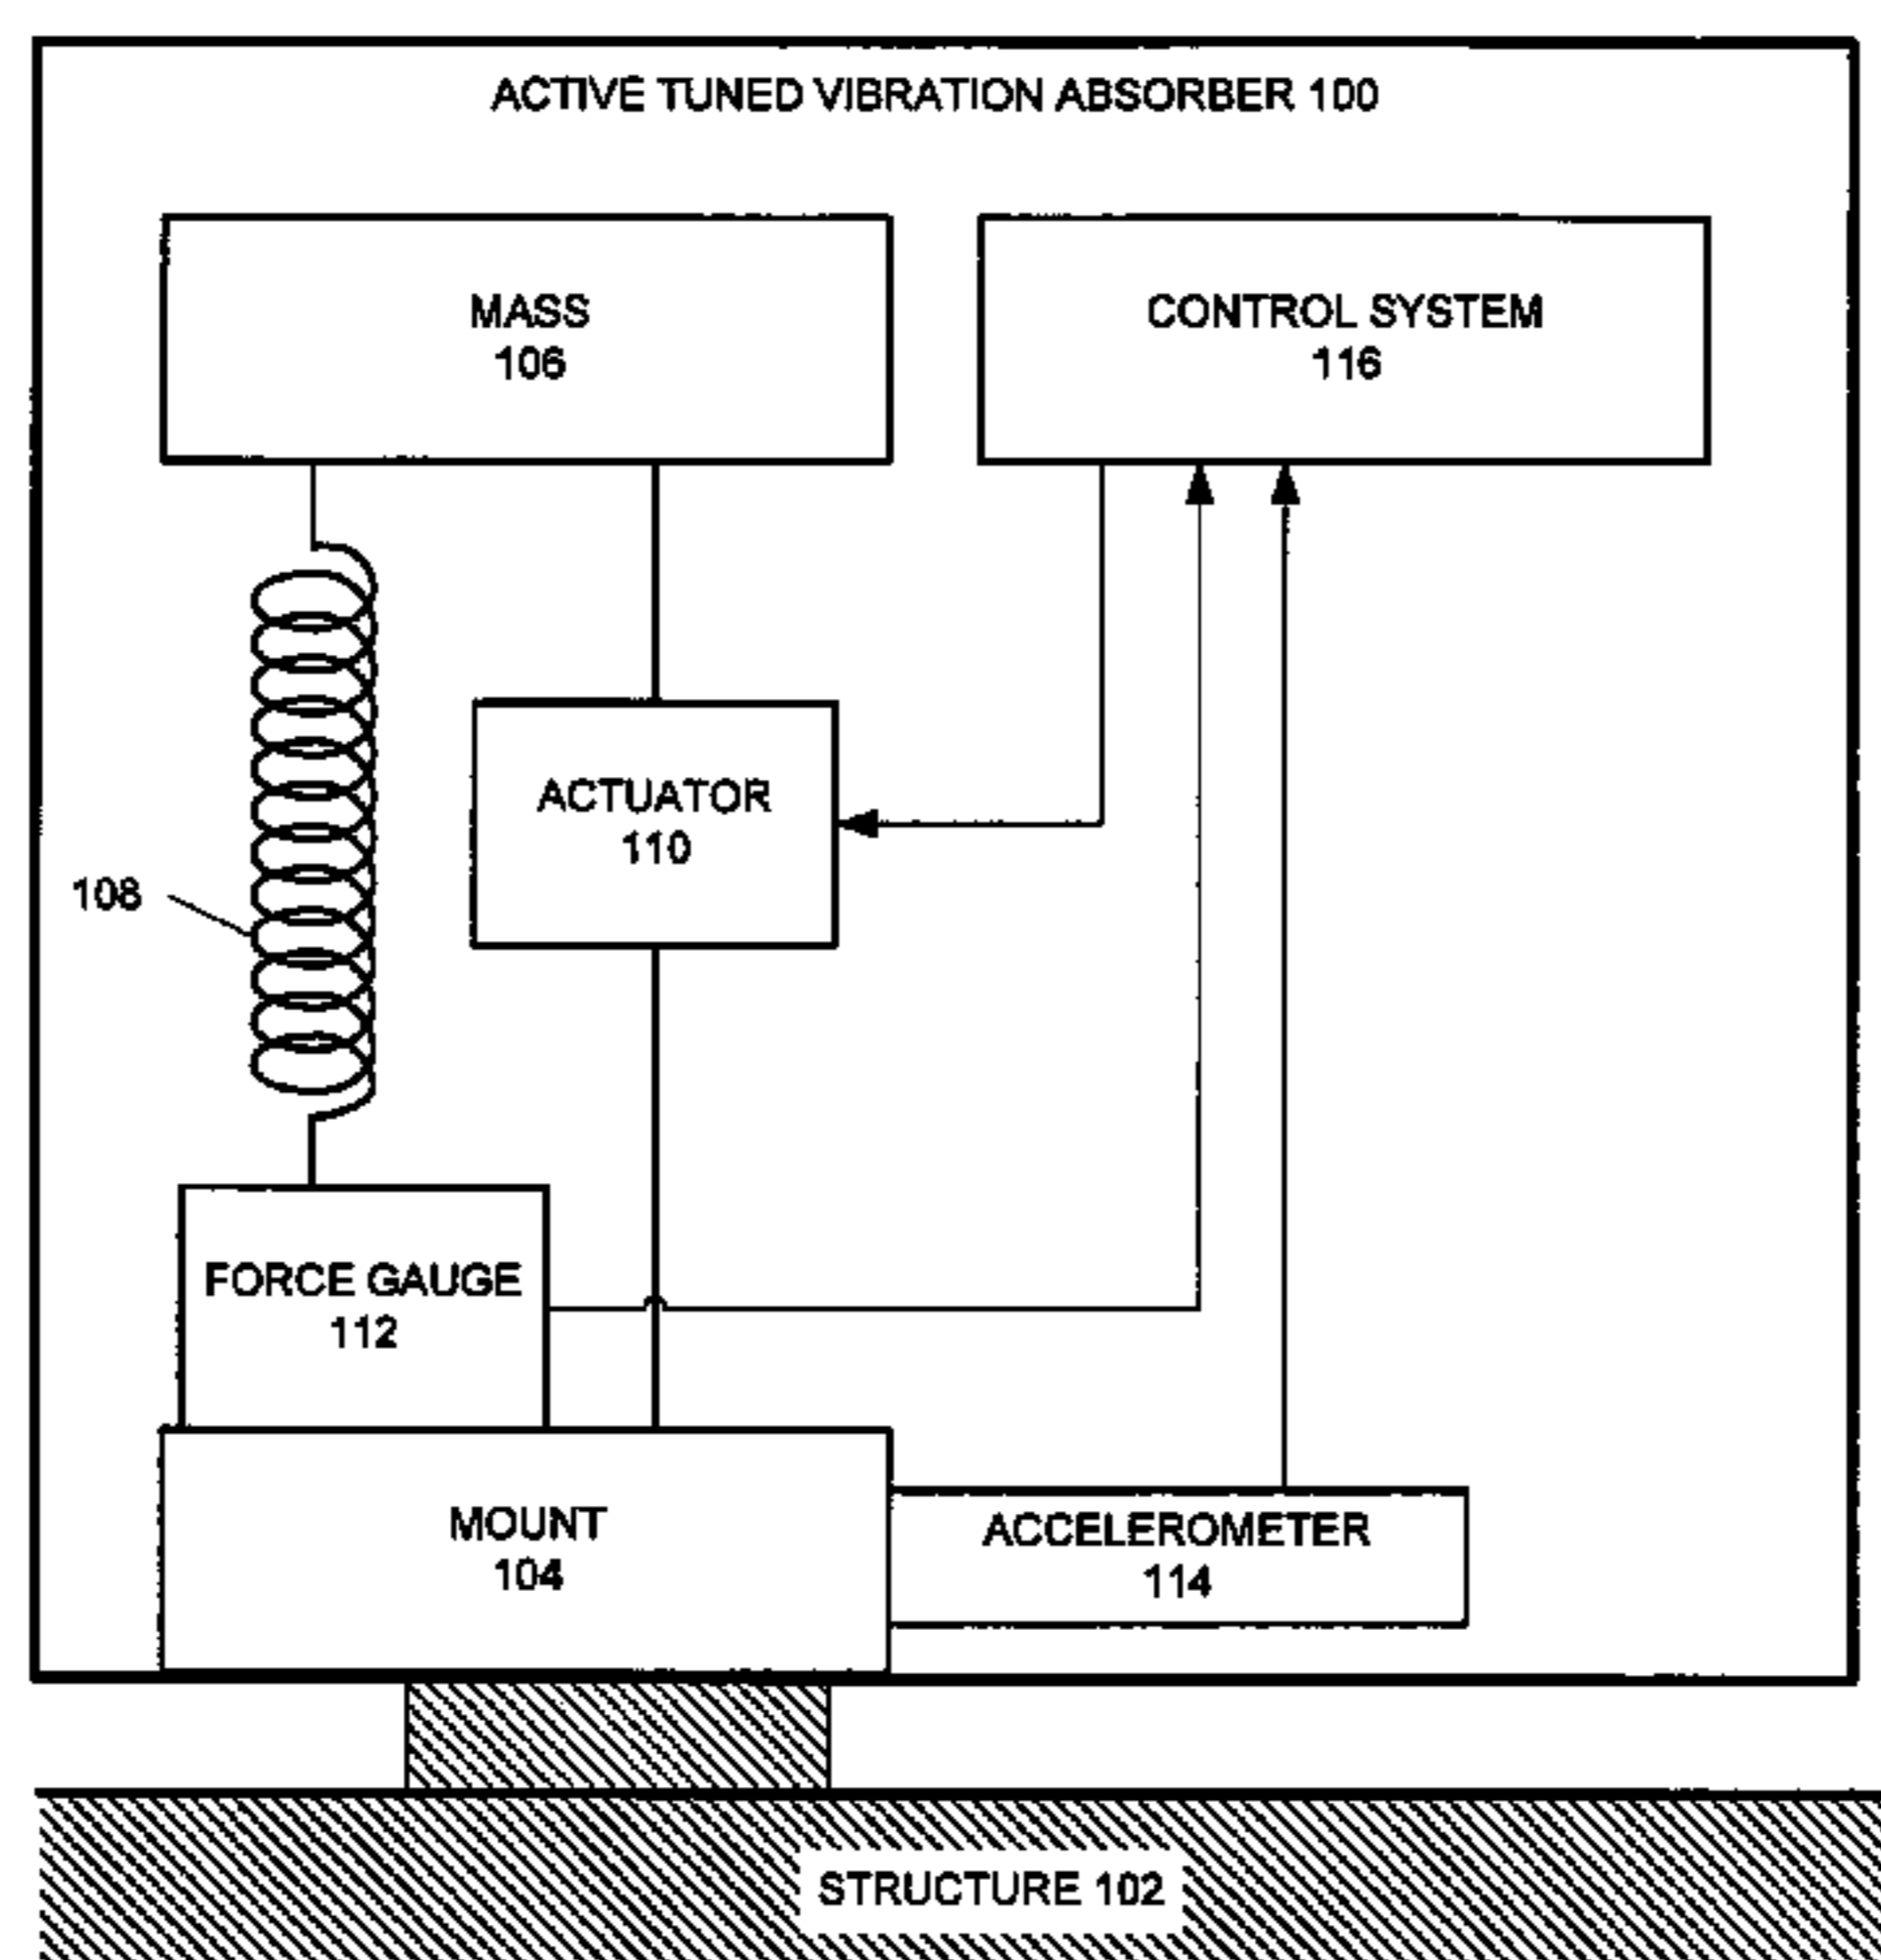 ACTIVE TUNED VIBRATION ABSORBER 100
MASS
106
CONTROL SYSTEM
116
ACTUATOR
110
108
FORCE GAUGE
112
MOUNT
104
ACCELEROMETER
114
STRUCTURE 102